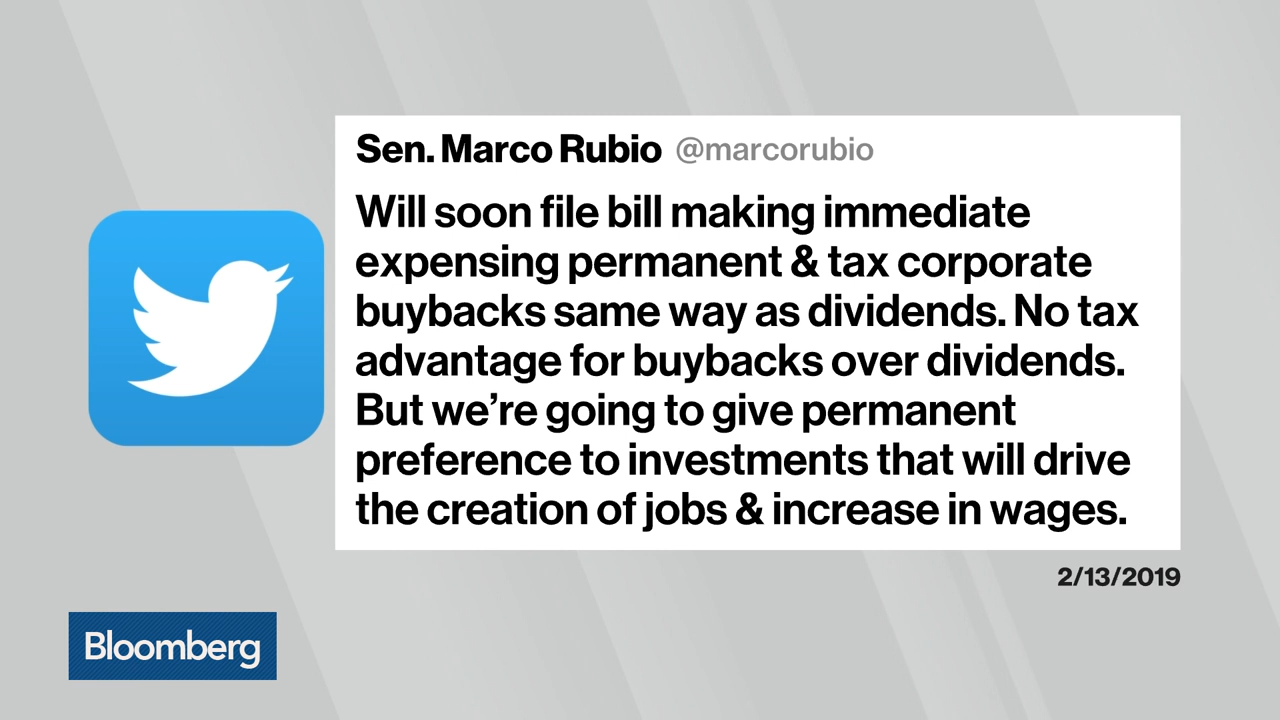 Sen. Marco Rubio @marcorubio
Will soon file bill making immediate
expensing permanent & tax corporate
buybacks same way as dividends. No tax
advantage for buybacks over dividends.
But we’re going to give permanent
preference to investments that will drive
the creation of jobs & increase in wages.
2/13/2019
Bloomberg